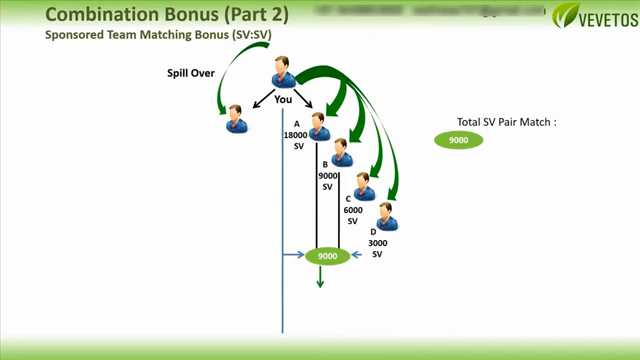 Combination Bonus (Part 2)
VEVETOS
Sponsored Team Matching Bonus (SV:SV)
Spill Over
You
A
18000
SV
B
9000
SV
C
6000
SV
D
3000
SV
9000
Total SV Pair Match :
9000